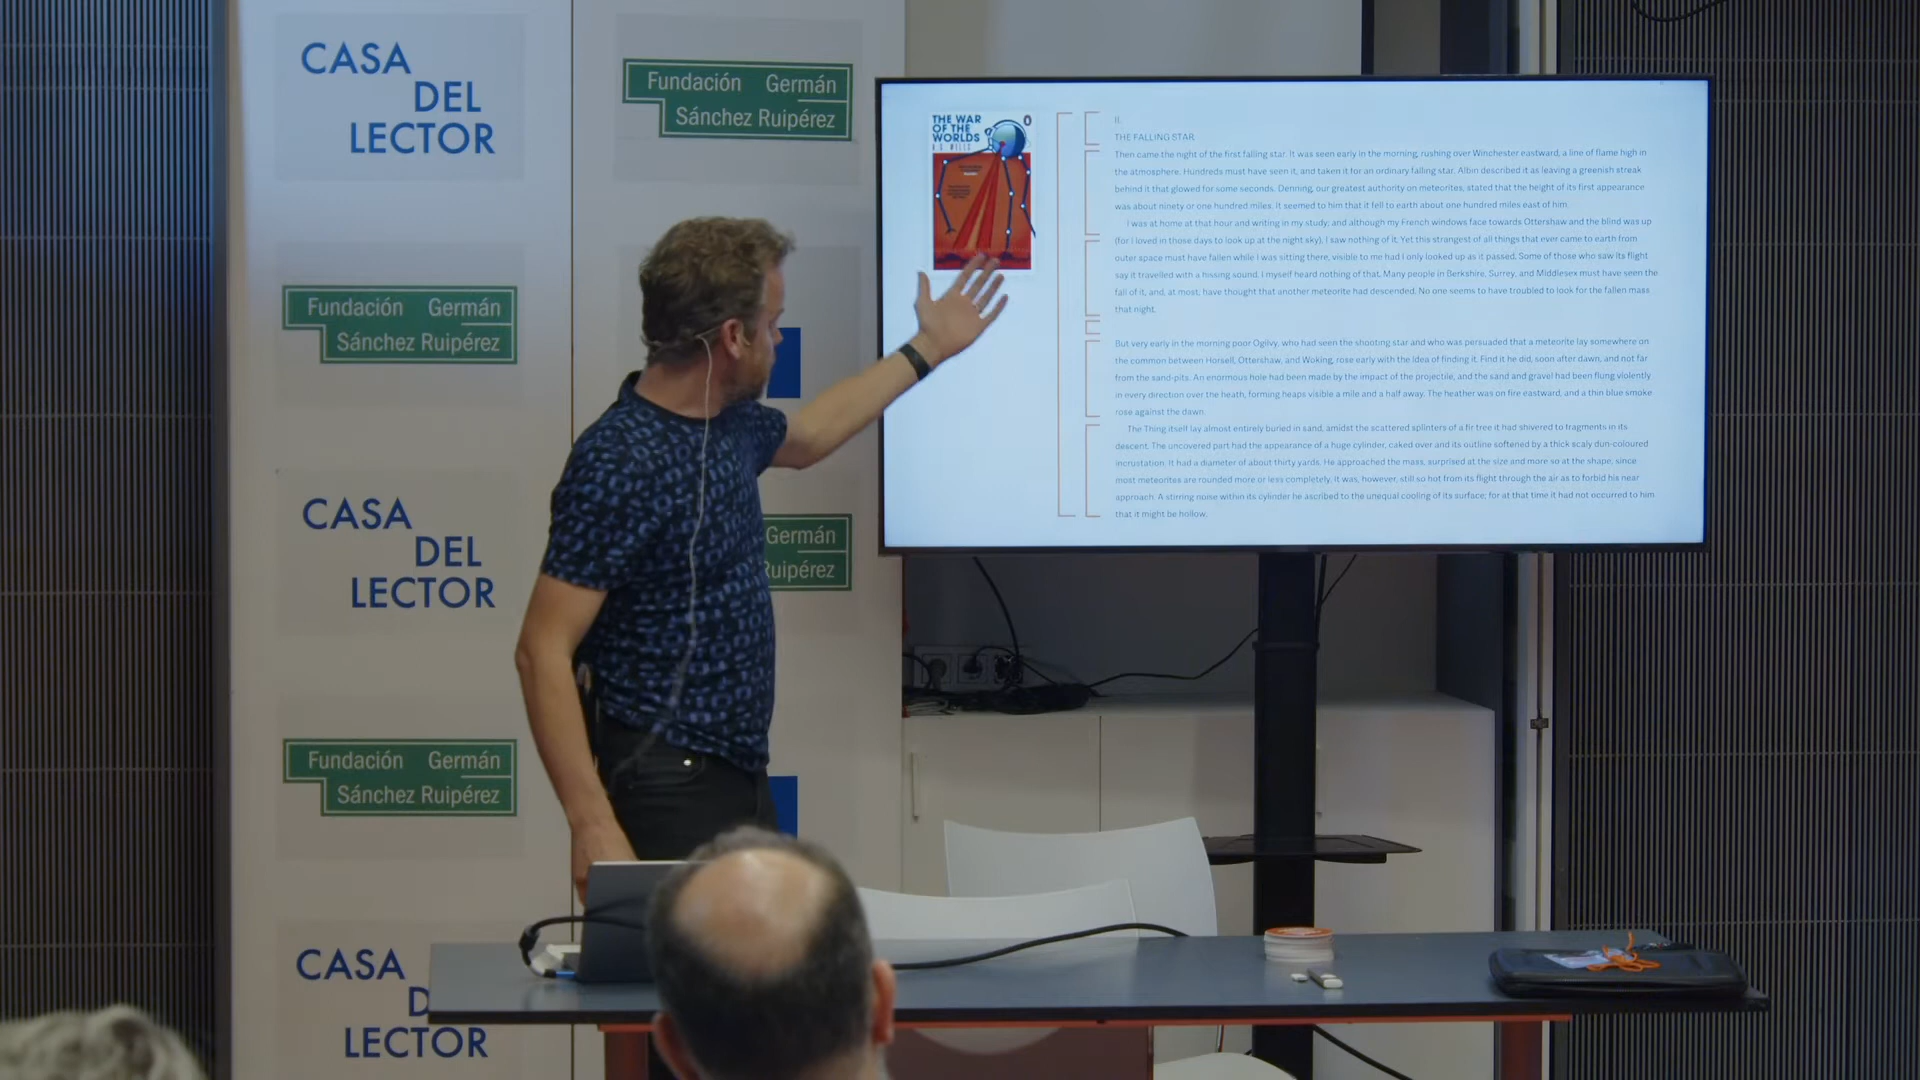 CASA
DEL
LECTOR
Fundación Germán
Sánchez Ruipérez
Fundación Germán
Sánchez Ruipérez
CASA
DEL
LECTOR
Germán
Ruipérez
Fundación Germán
Sánchez Ruipérez
CASA
D
LECTOR
THE WAR
OF THE
WORLDS
H. G. WELLS
II.
THE FALLING STAR.
Then came the night of the first falling star. It was seen early in the morning, rushing over Winchester eastward, a line of flame high in
the atmosphere. Hundreds must have seen it, and taken it for an ordinary falling star. Albin described it as leaving a greenish streak
behind it that glowed for some seconds. Denning, our greatest authority on meteorites, stated that the height of its first appearance
was about ninety or one hundred miles. It seemed to him that it fell to earth about one hundred miles east of him.
I was at home at that hour and writing in my study; and although my French windows face towards Ottershaw and the blind was up
(for I loved in those days to look up at the night sky), I saw nothing of it. Yet this strangest of all things that ever came to earth from
outer space must have fallen while I was sitting there, visible to me had I only looked up as it passed. Some of those who saw its flight
say it travelled with a hissing sound. I myself heard nothing of that. Many people in Berkshire, Surrey, and Middlesex must have seen the
fall of it, and, at most, have thought that another meteorite had descended. No one seems to have troubled to look for the fallen mass
that night.
But very early in the morning poor Ogilvy, who had seen the shooting star and who was persuaded that a meteorite lay somewhere on
the common between Horsell, Ottershaw, and Woking, rose early with the idea of finding it. Find it he did, soon after dawn, and not far
from the sand-pits. An enormous hole had been made by the impact of the projectile, and the sand and gravel had been flung violently
in every direction over the heath, forming heaps visible a mile and a half away. The heather was on fire eastward, and a thin blue smoke
rose against the dawn.
The Thing itself lay almost entirely buried in sand, amidst the scattered splinters of a fir tree it had shivered to fragments in its
descent. The uncovered part had the appearance of a huge cylinder, caked over and its outline softened by a thick scaly dun-coloured
incrustation. It had a diameter of about thirty yards. He approached the mass, surprised at the size and more so at the shape, since
most meteorites are rounded more or less completely. It was, however, still so hot from its flight through the air as to forbid his near
approach. A stirring noise within its cylinder he ascribed to the unequal cooling of its surface; for at that time it had not occurred to him
that it might be hollow.